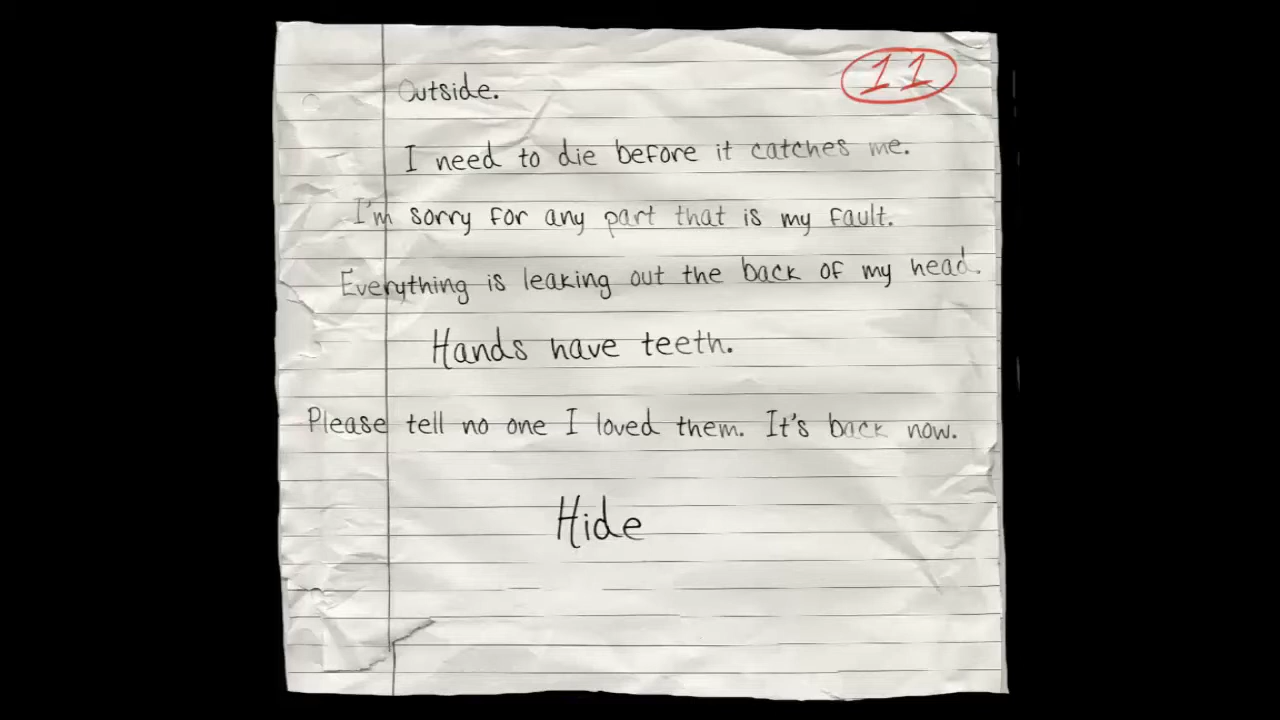 11
Outside.
I need to die before it catches me.
I'm sorry for any part that is my fault.
Everything is leaking out the back of my head.
Hands have teeth.
Please tell no one I loved them. It's back now.
Hide